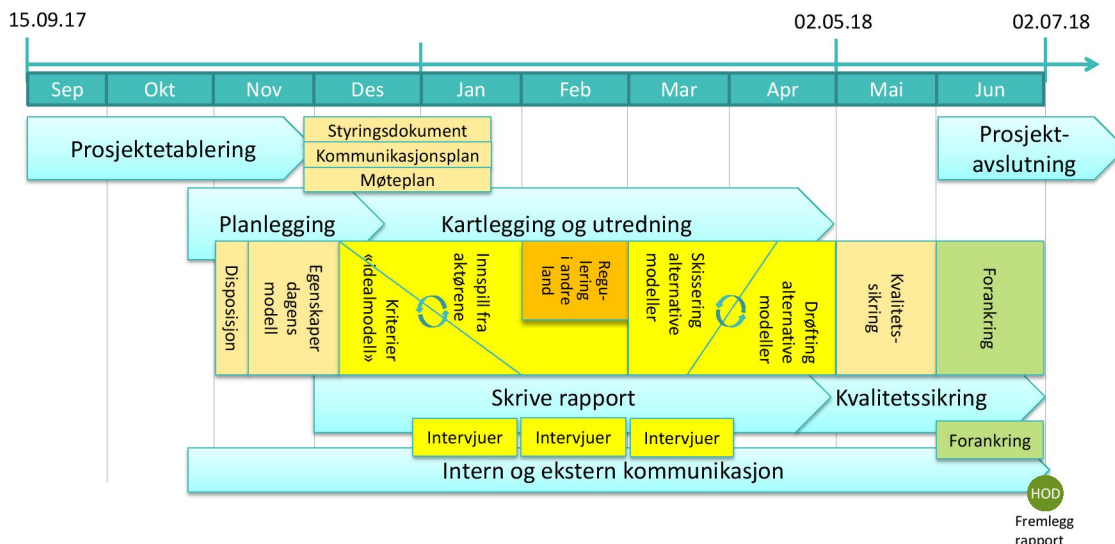 15.09.17
02.05.18
02.07.18
Sep
Okt
Nov
Des
Jan
Feb
Mar
Apr
Mai
Jun
Prosjektetablering
Styringsdokument
Kommunikasjonsplan
Møteplan
Prosjekt-
avslutning
Planlegging
Kartlegging og utredning
Disposisjon
Egenskaper
dagens
modell
Kriterier
«idealmodell»
Innspill fra
aktørene
Regu-
lering
i andre
land
Skissering
alternative
modeller
Drøfting
alternative
modeller
Kvalitets-
sikring
Forankring
Skrive rapport
Kvalitetssikring
Intervjuer
Intervjuer
Intervjuer
Forankring
Intern og ekstern kommunikasjon
HOD
Fremlegg
rapport